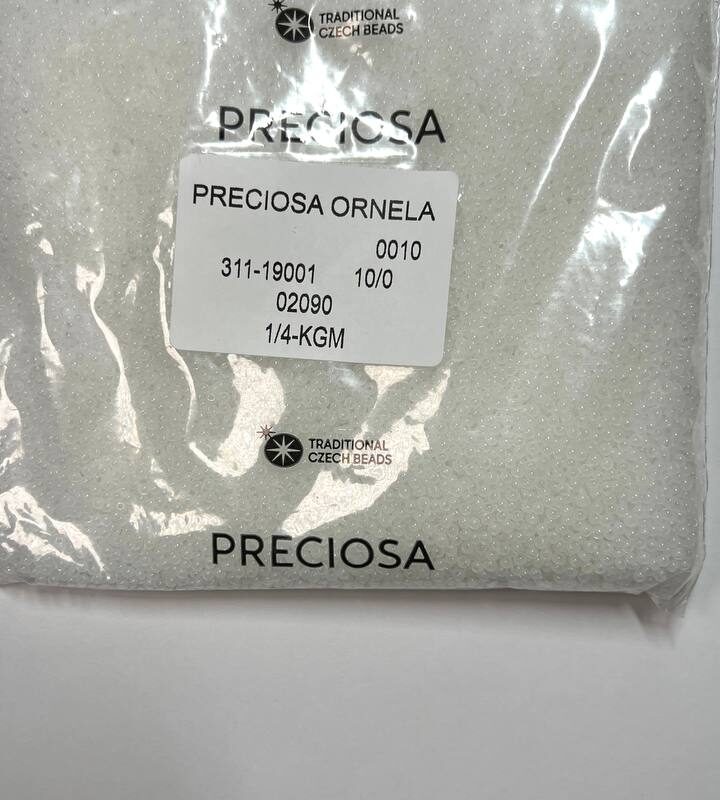 TRADITIONAL
CZECH BEADS
PRECIOSA
PRECIOSA ORNELA
0010
311-19001 10/0
02090
1/4-KGM
TRADITIONAL
CZECH BEADS
PRECIOSA